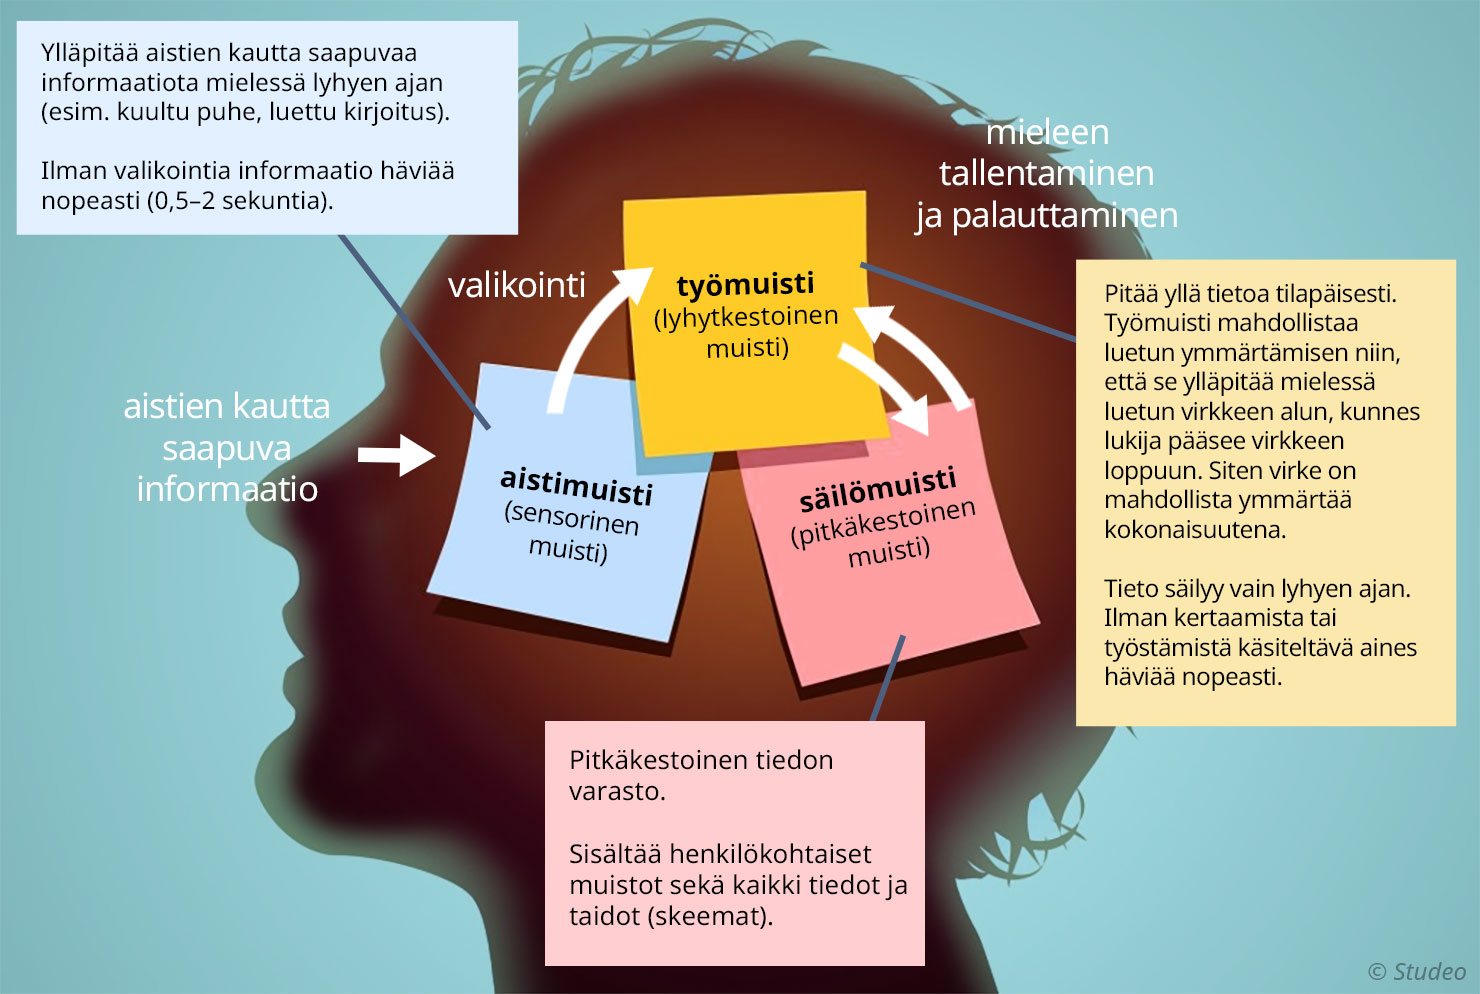 Ylläpitää aistien kautta saapuvaa
informaatiota mielessä lyhyen ajan
(esim. kuultu puhe, luettu kirjoitus).
Ilman valikointia informaatio häviää
nopeasti (0,5–2 sekuntia).
mieleen
tallentaminen
ja palauttaminen
valikointi
työmuisti
(lyhytkestoinen
muisti)
Pitää yllä tietoa tilapäisesti.
Työmuisti mahdollistaa
luetun ymmärtämisen niin,
että se ylläpitää mielessä
luetun virkkeen alun, kunnes
lukija pääsee virkkeen
loppuun. Siten virke on
mahdollista ymmärtää
kokonaisuutena.
Tieto säilyy vain lyhyen ajan.
Ilman kertaamista tai
työstämistä käsiteltävä aines
häviää nopeasti.
aistien kautta
saapuva
informaatio
aistimuisti
(sensorinen
muisti)
säilömuisti
(pitkäkestoinen
muisti)
Pitkäkestoinen tiedon
varasto.
Sisältää henkilökohtaiset
muistot sekä kaikki tiedot ja
taidot (skeemat).
© Studeo